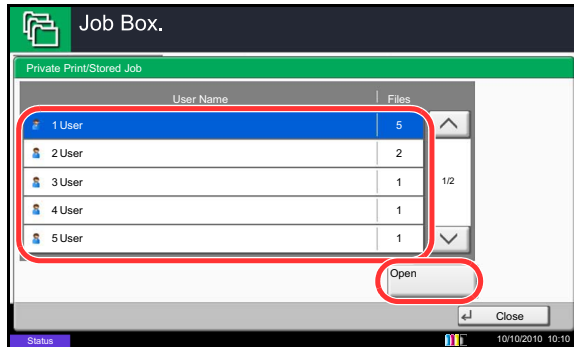 Job Box.
Private Print/Stored Job
User Name Files
1 User 5
2 User 2
3 User 1
4 User 1
5 User 1
1/2
Open
Close
Status 10/10/2010 10:10